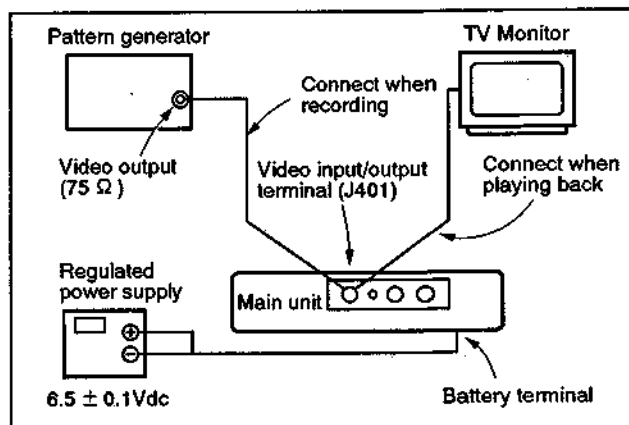 Pattern generator
TV Monitor
Connect when
recording
Video output
(75 Ω)
Video input/output
terminal (J401)
Connect when
playing back
Regulated
power supply
Main unit
+
−
6.5 ± 0.1Vdc
Battery terminal